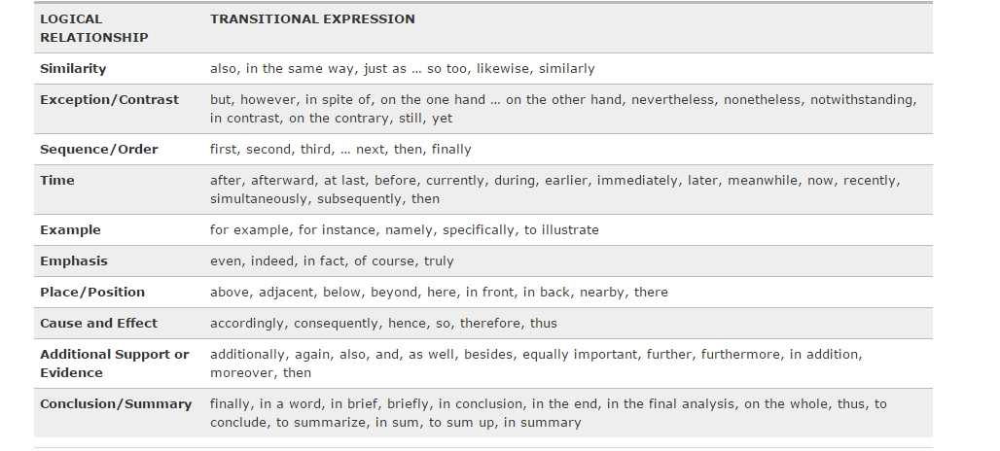 LOGICAL RELATIONSHIP
TRANSITIONAL EXPRESSION
Similarity
also, in the same way, just as … so too, likewise, similarly
Exception/Contrast
but, however, in spite of, on the one hand … on the other hand, nevertheless, nonetheless, notwithstanding,
in contrast, on the contrary, still, yet
Sequence/Order
first, second, third, … next, then, finally
Time
after, afterward, at last, before, currently, during, earlier, immediately, later, meanwhile, now, recently,
simultaneously, subsequently, then
Example
for example, for instance, namely, specifically, to illustrate
Emphasis
even, indeed, in fact, of course, truly
Place/Position
above, adjacent, below, beyond, here, in front, in back, nearby, there
Cause and Effect
accordingly, consequently, hence, so, therefore, thus
Additional Support or
Evidence
additionally, again, also, and, as well, besides, equally important, further, furthermore, in addition,
moreover, then
Conclusion/Summary
finally, in a word, in brief, briefly, in conclusion, in the end, in the final analysis, on the whole, thus, to
conclude, to summarize, in sum, to sum up, in summary